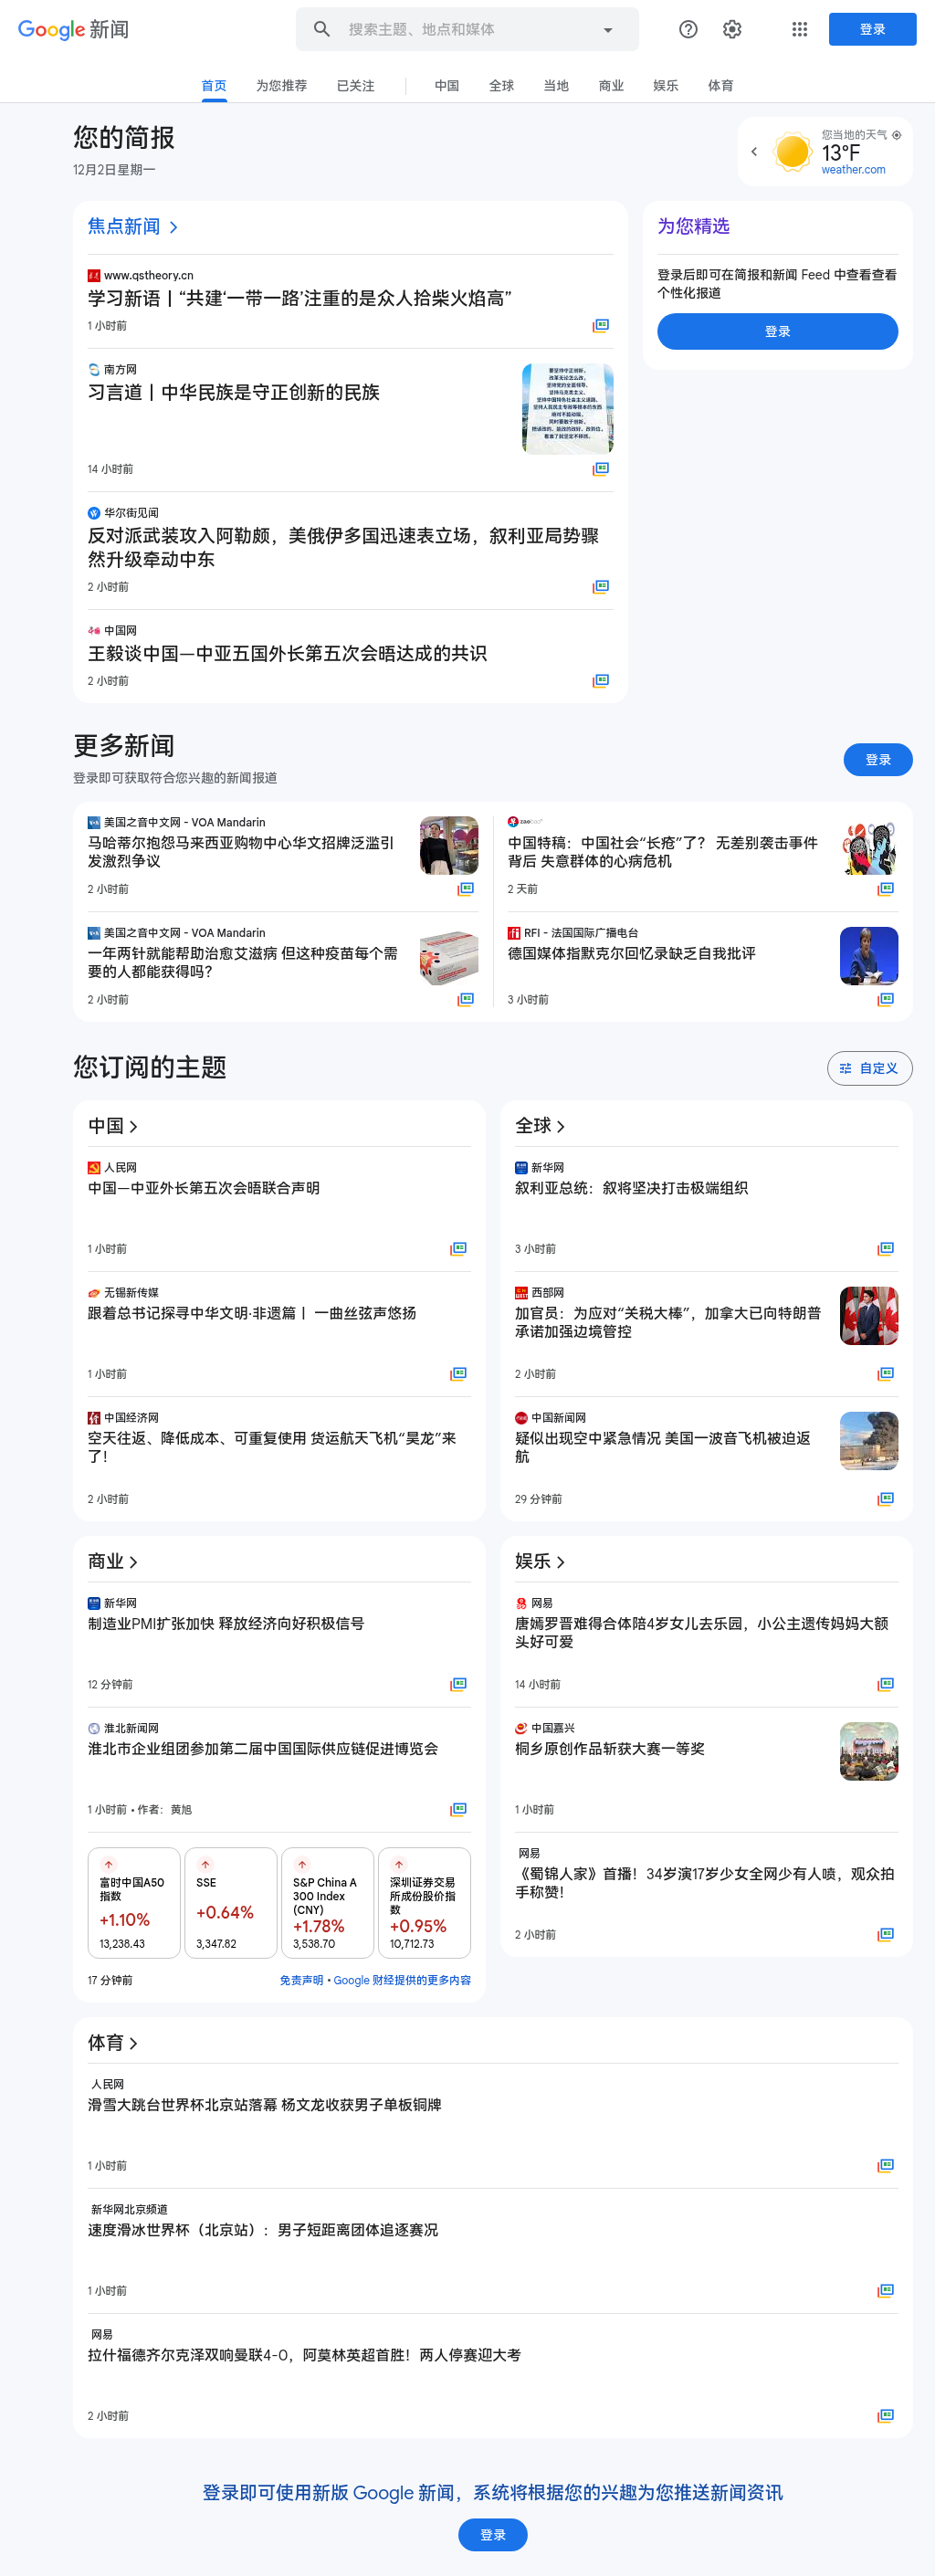 Google 新闻
搜索主题、地点和媒体
登录
首页
为您推荐
已关注
中国
全球
当地
商业
娱乐
体育
您的简报
12月2日星期一
您当地的天气
13°F
weather.com
焦点新闻
www.qstheory.cn
学习新语丨“共建‘一带一路’注重的是众人拾柴火焰高”
1 小时前
南方网
习言道丨中华民族是守正创新的民族
14 小时前
华尔街见闻
反对派武装攻入阿勒颇，美俄伊多国迅速表立场，叙利亚局势骤
然升级牵动中东
2 小时前
中国网
王毅谈中国—中亚五国外长第五次会晤达成的共识
2 小时前
为您精选
登录后即可在简报和新闻 Feed 中查看查看
个性化报道
登录
更多新闻
登录即可获取符合您兴趣的新闻报道
登录
美国之音中文网 - VOA Mandarin
马哈蒂尔抱怨马来西亚购物中心华文招牌泛滥引
发激烈争议
2 小时前
zaobao
中国特稿：中国社会“长疮”了？ 无差别袭击事件
背后 失意群体的心病危机
2 天前
美国之音中文网 - VOA Mandarin
一年两针就能帮助治愈艾滋病 但这种疫苗每个需
要的人都能获得吗？
2 小时前
RFI - 法国国际广播电台
德国媒体指默克尔回忆录缺乏自我批评
3 小时前
您订阅的主题
自定义
中国
人民网
中国—中亚外长第五次会晤联合声明
1 小时前
无锡新传媒
跟着总书记探寻中华文明·非遗篇丨 一曲丝弦声悠扬
1 小时前
中国经济网
空天往返、降低成本、可重复使用 货运航天飞机“昊龙”来
了！
2 小时前
全球
新华网
叙利亚总统：叙将坚决打击极端组织
3 小时前
西部网
加官员：为应对“关税大棒”，加拿大已向特朗普
承诺加强边境管控
2 小时前
中国新闻网
疑似出现空中紧急情况 美国一波音飞机被迫返
航
29 分钟前
商业
新华网
制造业PMI扩张加快 释放经济向好积极信号
12 分钟前
淮北新闻网
淮北市企业组团参加第二届中国国际供应链促进博览会
1 小时前 • 作者：黄旭
富时中国A50
指数
+1.10%
13,238.43
SSE
+0.64%
3,347.82
S&P China A
300 Index
(CNY)
+1.78%
3,538.70
深圳证券交易
所成份股价指
数
+0.95%
10,712.73
17 分钟前
免责声明 • Google 财经提供的更多内容
娱乐
网易
唐嫣罗晋难得合体陪4岁女儿去乐园，小公主遗传妈妈大额
头好可爱
14 小时前
中国嘉兴
桐乡原创作品斩获大赛一等奖
1 小时前
网易
《蜀锦人家》首播！34岁演17岁少女全网少有人喷，观众拍
手称赞！
2 小时前
体育
人民网
滑雪大跳台世界杯北京站落幕 杨文龙收获男子单板铜牌
1 小时前
新华网北京频道
速度滑冰世界杯（北京站）：男子短距离团体追逐赛况
1 小时前
网易
拉什福德齐尔克泽双响曼联4-0，阿莫林英超首胜！两人停赛迎大考
2 小时前
登录即可使用新版 Google 新闻，系统将根据您的兴趣为您推送新闻资讯
登录